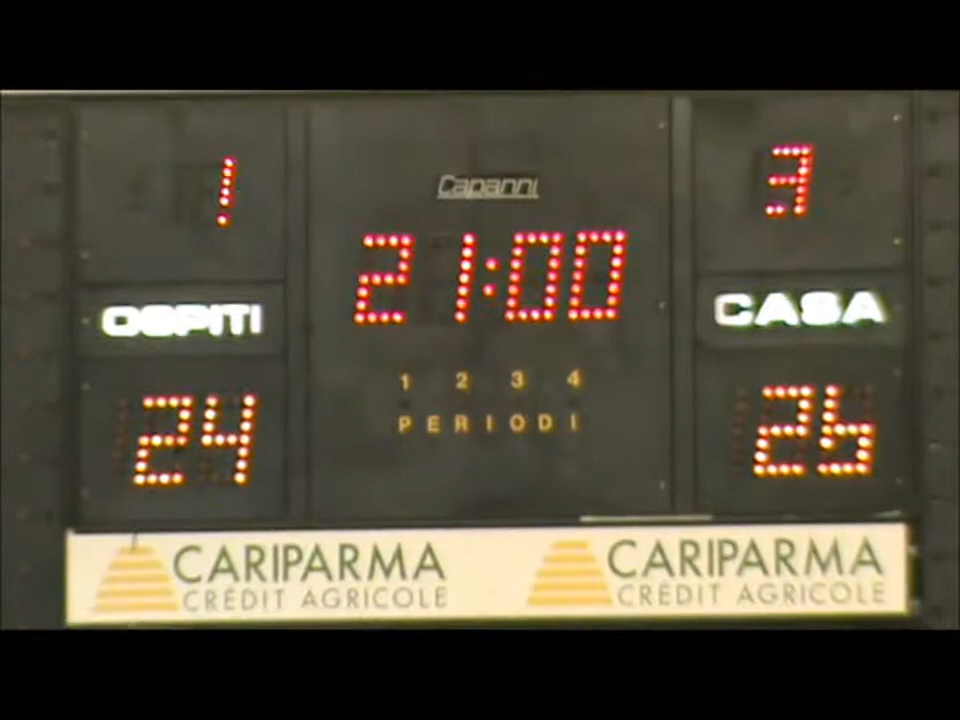 1
3
Capanni
21:00
OSPITI
CASA
1 2 3 4
PERIODI
24
26
CARIPARMA
CRÉDIT AGRICOLE
CARIPARMA
CRÉDIT AGRICOLE